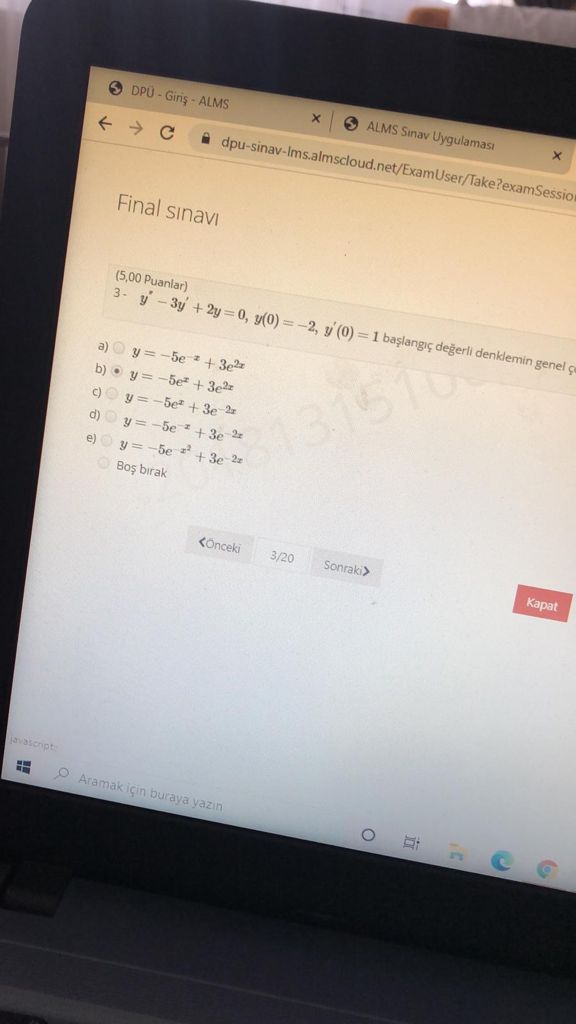 DPÜ - Giriş - ALMS
ALMS Sınav Uygulaması
dpu-sinav-lms.almscloud.net/ExamUser/Take?examSession
Final sınavı
(5,00 Puanlar)
3- y″ − 3y′ + 2y = 0, y(0) = −2, y′(0) = 1 başlangıç değerli denklemin genel
a) y = −5e^{−x} + 3e^{2x}
b) y = −5e^{x} + 3e^{2x}
c) y = −5e^{x} + 3e^{−2x}
d) y = −5e^{−x} + 3e^{−2x}
e) y = −5e^{−x²} + 3e^{−2x}
Boş bırak
Önceki 3/20 Sonraki
Kapat
javascript:
Aramak için buraya yazın